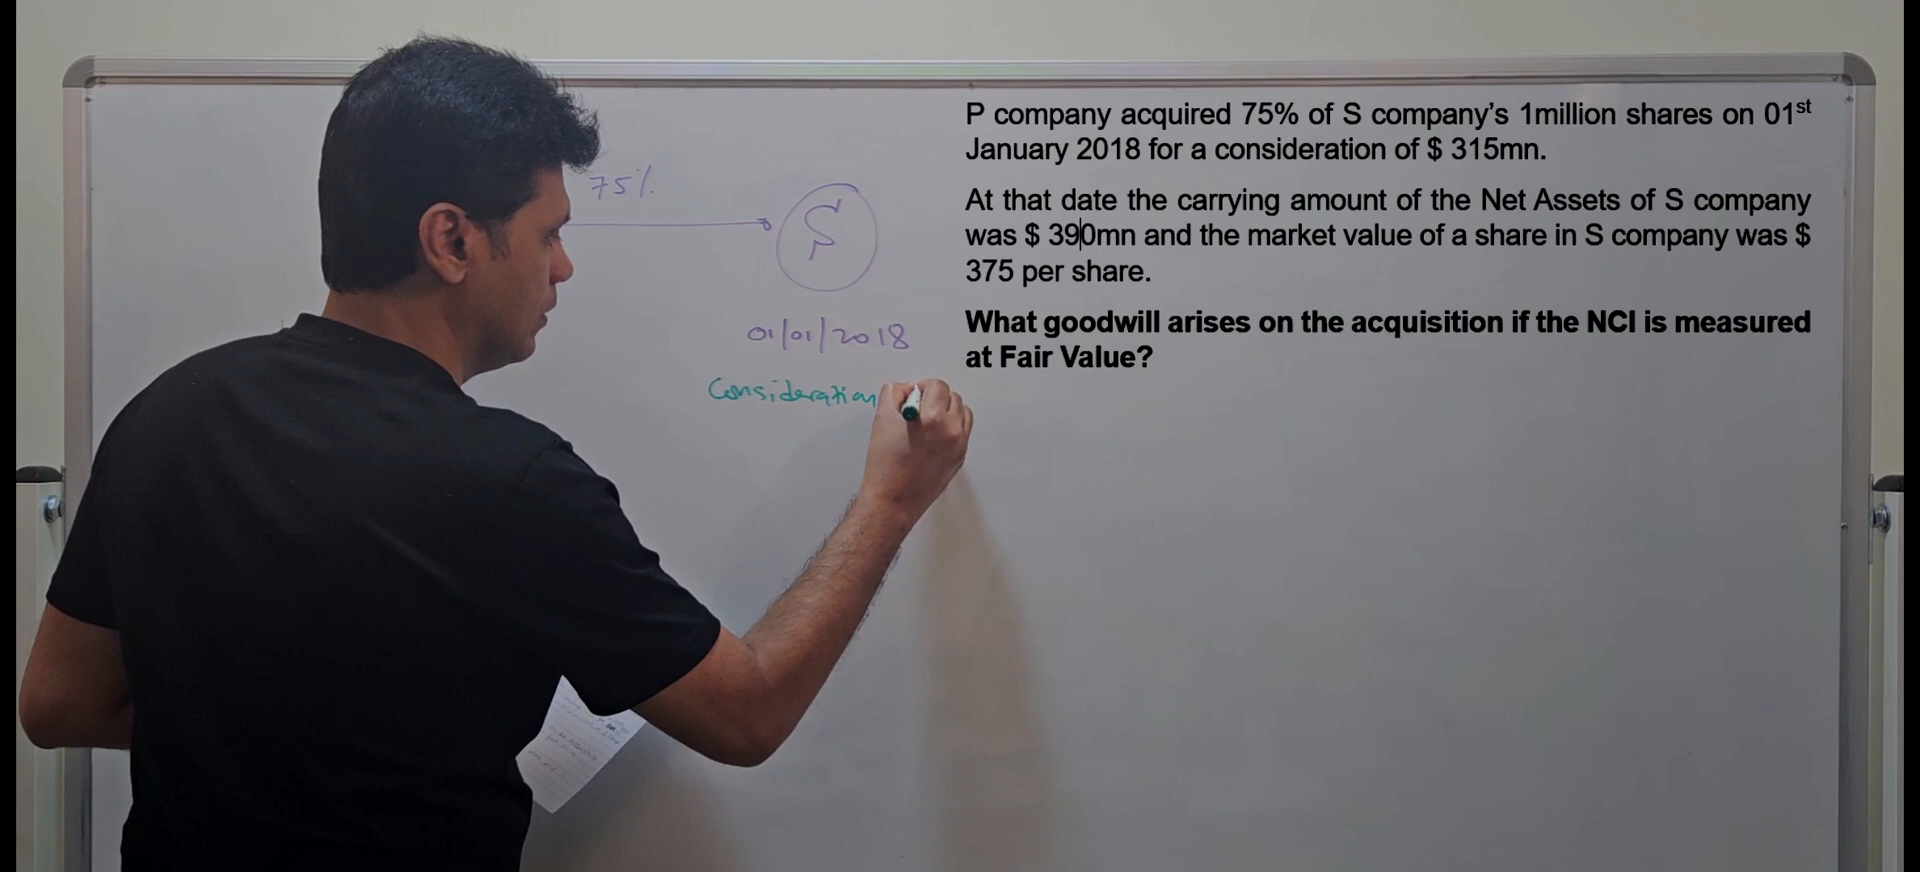 75%
S
01/01/2018
Consideration
P company acquired 75% of S company’s 1million shares on 01st
January 2018 for a consideration of $ 315mn.
At that date the carrying amount of the Net Assets of S company
was $ 390mn and the market value of a share in S company was $
375 per share.
What goodwill arises on the acquisition if the NCI is measured
at Fair Value?